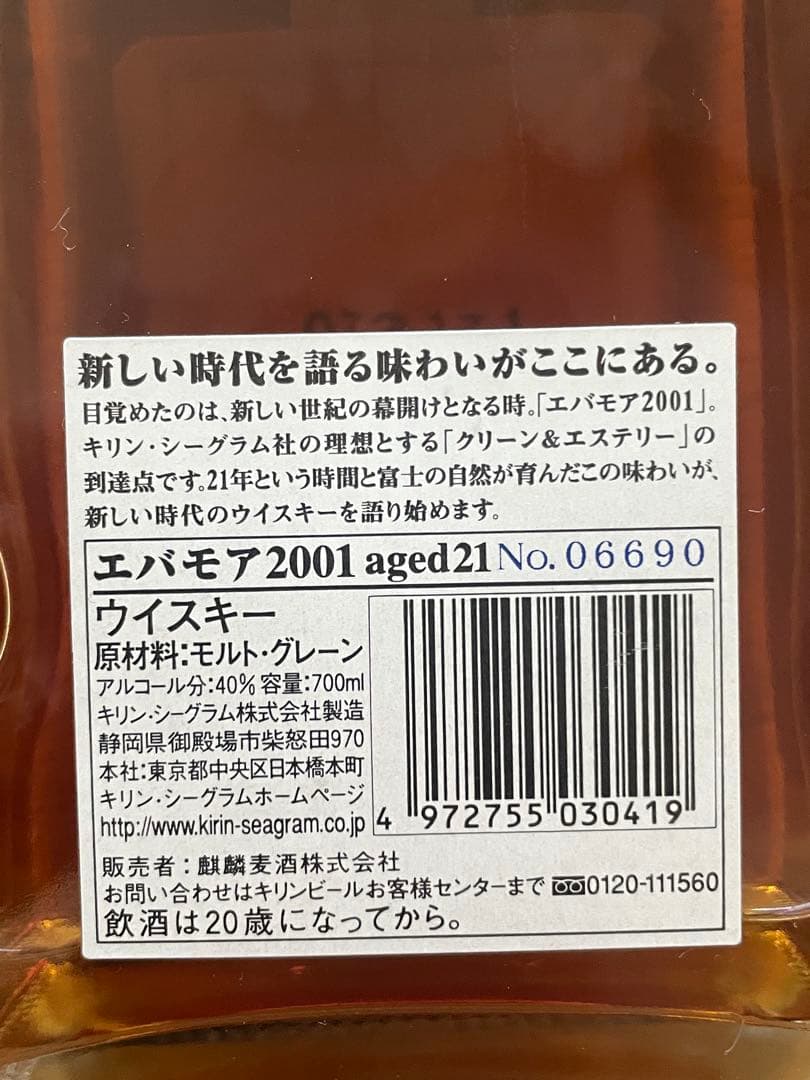 新しい時代を語る味わいがここにある。
目覚めたのは、新しい世紀の幕開けとなる時。「エバモア2001」。
キリン・シーグラム社の理想とする「クリーン&エステリー」の
到達点です。21年という時間と富士の自然が育んだこの味わいが、
新しい時代のウイスキーを語り始めます。
エバモア2001 aged21 No. 06690
ウイスキー
原材料:モルト・グレーン
アルコール分:40% 容量:700ml
キリン・シーグラム株式会社製造
静岡県御殿場市柴怒田970
本社:東京都中央区日本橋本町
キリン・シーグラムホームページ
http://www.kirin-seagram.co.jp
4 972755 030419
販売者:麒麟麦酒株式会社
お問い合わせはキリンビールお客様センターまで 0120-111560
飲酒は20歳になってから。